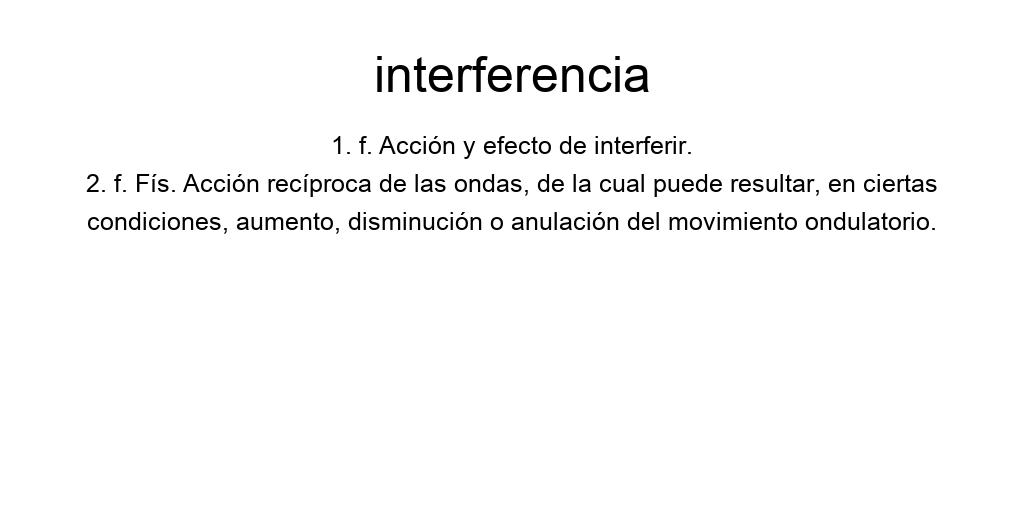 interferencia
1. f. Acción y efecto de interferir.
2. f. Fís. Acción recíproca de las ondas, de la cual puede resultar, en ciertas
condiciones, aumento, disminución o anulación del movimiento ondulatorio.